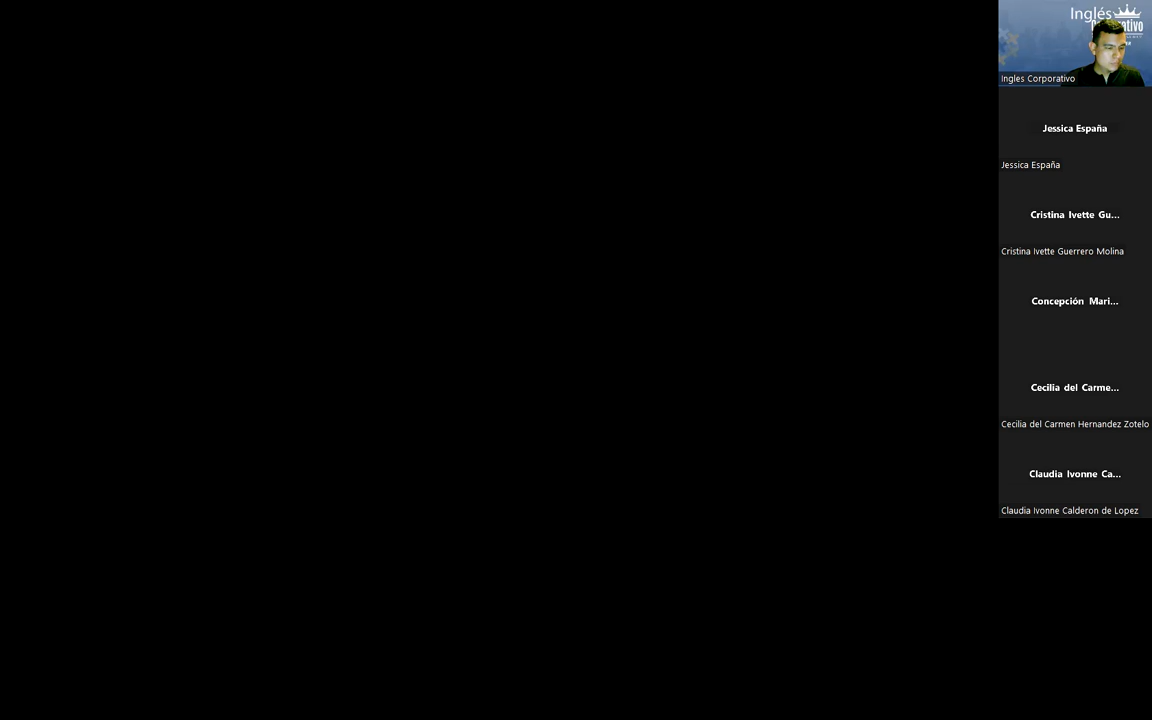 Inglés
Ingles Corporativo
Jessica España
Jessica España
Cristina Ivette Gu...
Cristina Ivette Guerrero Molina
Concepción Mari...
Cecilia del Carme...
Cecilia del Carmen Hernandez Zotelo
Claudia Ivonne Ca...
Claudia Ivonne Calderon de Lopez